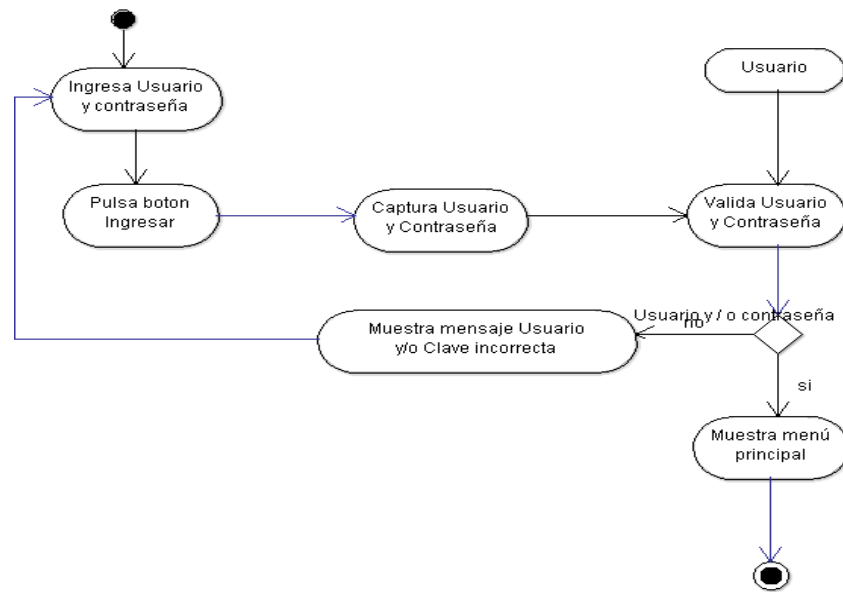 Ingresa Usuario
y contraseña
Usuario
Pulsa boton
Ingresar
Captura Usuario
y Contraseña
Valida Usuario
y Contraseña
Usuario y / o contraseña
no
Muestra mensaje Usuario
y/o Clave incorrecta
si
Muestra menú
principal